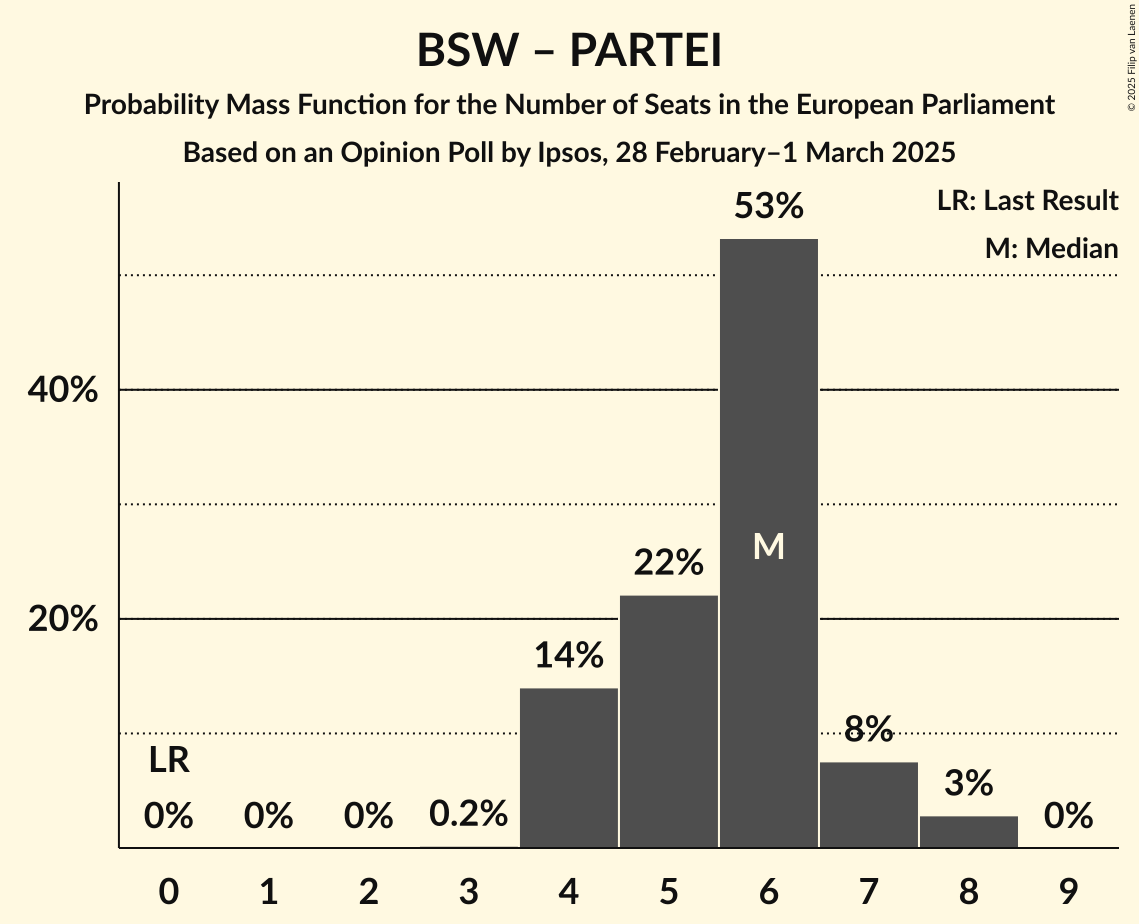 BSW – PARTEI
Probability Mass Function for the Number of Seats in the European Parliament
Based on an Opinion Poll by Ipsos, 28 February–1 March 2025
© 2025 Filip van Laenen
LR: Last Result
M: Median
53%
40%
M
22%
20%
14%
8%
LR
3%
0% 0% 0% 0.2% 0%
0 1 2 3 4 5 6 7 8 9